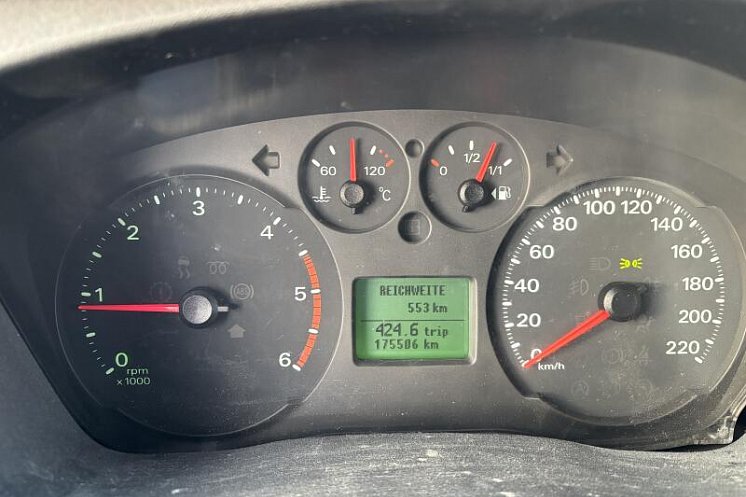 60 120
°C
0 1/2 1/1
0 1 2 3 4 5 6
rpm
x1000
REICHWEITE
553 km
424.6 trip
175506 km
0 20 40 60 80 100 120 140 160 180 200 220
km/h